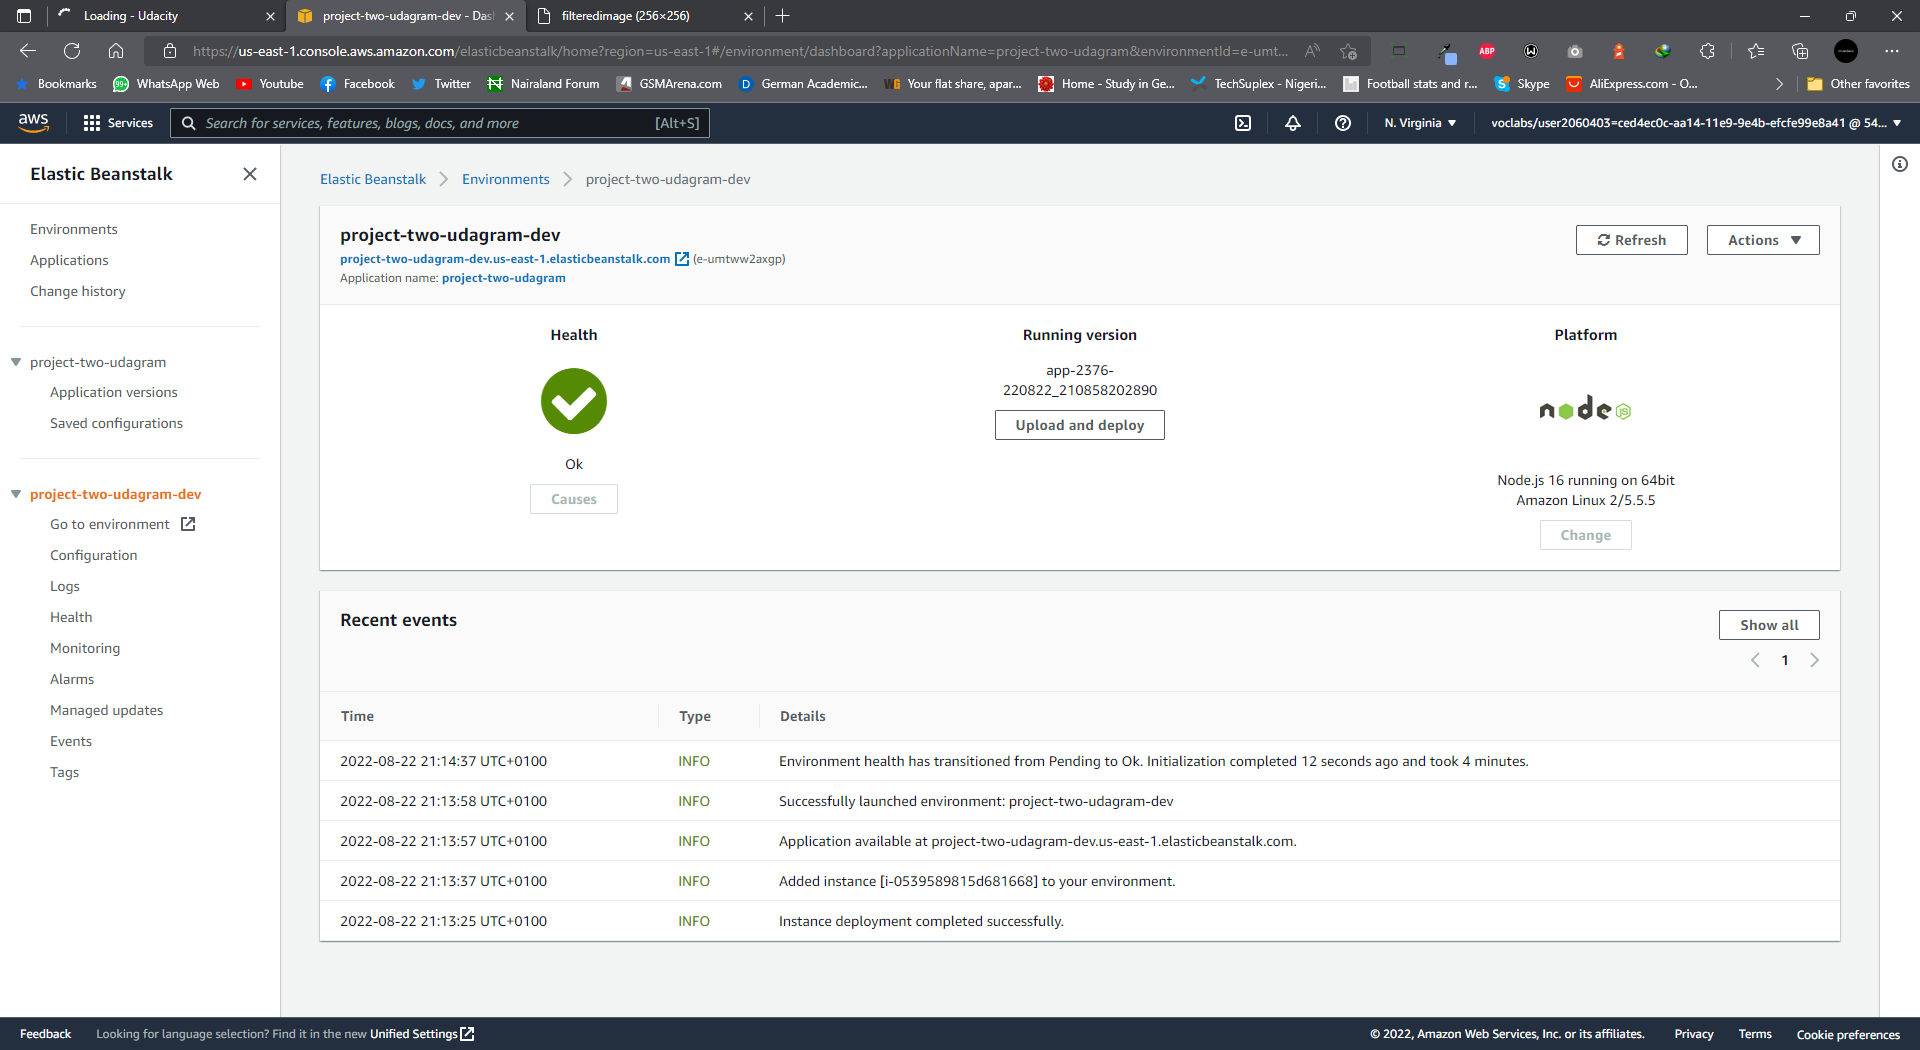 Loading - Udacity
project-two-udagram-dev - Das
filteredimage (256×256)
https://us-east-1.console.aws.amazon.com/elasticbeanstalk/home?region=us-east-1#/environment/dashboard?applicationName=project-two-udagram&environmentId=e-umt...
ABP
Bookmarks
99+ WhatsApp Web
Youtube
Facebook
Twitter
Nairaland Forum
GSMArena.com
D German Academic...
WG Your flat share, apar...
Home - Study in Ge...
TechSuplex - Nigeri...
Football stats and r...
Skype
AliExpress.com - O...
Other favorites
aws
Services
Search for services, features, blogs, docs, and more [Alt+S]
N. Virginia
voclabs/user2060403=ced4ec0c-aa14-11e9-9e4b-efcfe99e8a41 @ 54...
Elastic Beanstalk
Environments
Applications
Change history
project-two-udagram
Application versions
Saved configurations
project-two-udagram-dev
Go to environment
Configuration
Logs
Health
Monitoring
Alarms
Managed updates
Events
Tags
Elastic Beanstalk
Environments
project-two-udagram-dev
project-two-udagram-dev
project-two-udagram-dev.us-east-1.elasticbeanstalk.com (e-umtww2axgp)
Application name: project-two-udagram
Refresh
Actions
Health
Ok
Causes
Running version
app-2376-
220822_210858202890
Upload and deploy
Platform
node JS
Node.js 16 running on 64bit
Amazon Linux 2/5.5.5
Change
Recent events
Show all
1
Time Type Details
2022-08-22 21:14:37 UTC+0100 INFO Environment health has transitioned from Pending to Ok. Initialization completed 12 seconds ago and took 4 minutes.
2022-08-22 21:13:58 UTC+0100 INFO Successfully launched environment: project-two-udagram-dev
2022-08-22 21:13:57 UTC+0100 INFO Application available at project-two-udagram-dev.us-east-1.elasticbeanstalk.com.
2022-08-22 21:13:37 UTC+0100 INFO Added instance [i-0539589815d681668] to your environment.
2022-08-22 21:13:25 UTC+0100 INFO Instance deployment completed successfully.
Feedback
Looking for language selection? Find it in the new Unified Settings
© 2022, Amazon Web Services, Inc. or its affiliates.
Privacy
Terms
Cookie preferences